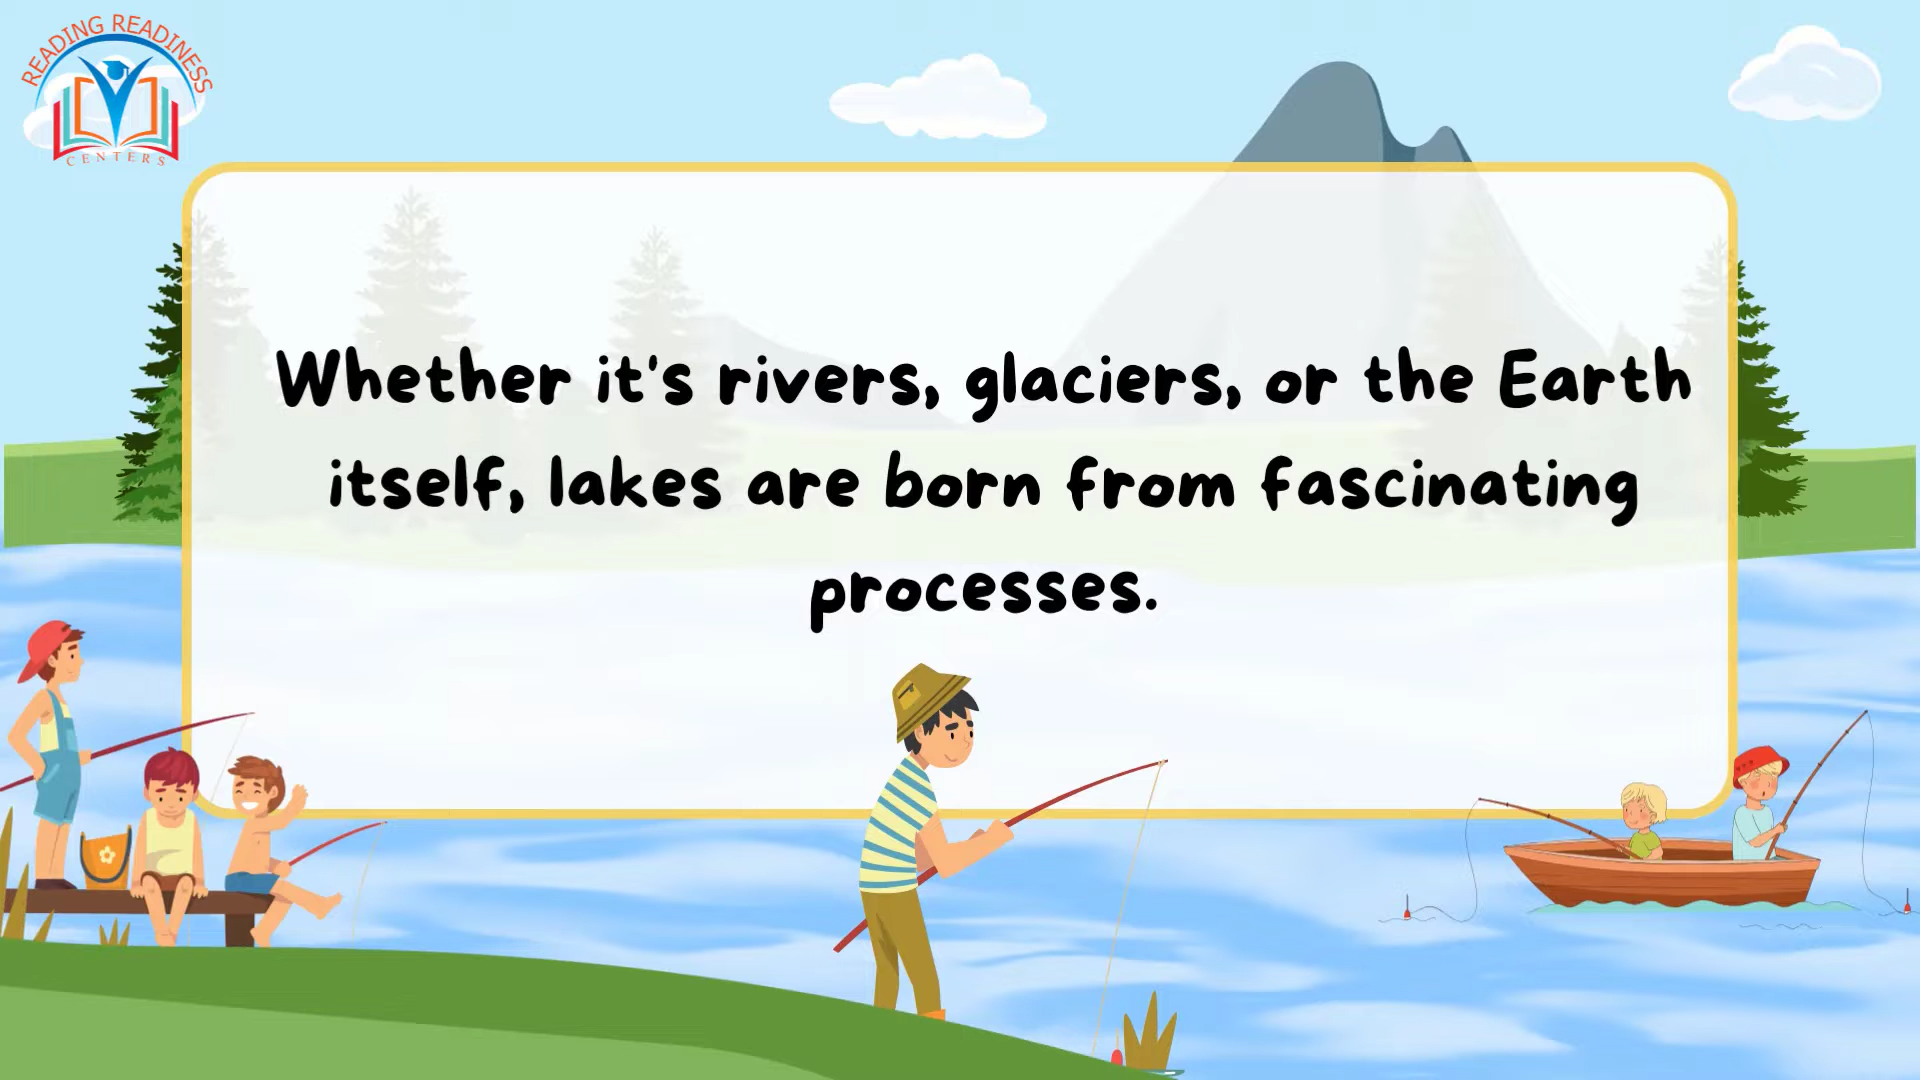 READING READINESS
CENTERS
Whether it's rivers, glaciers, or the Earth
itself, lakes are born from fascinating
processes.